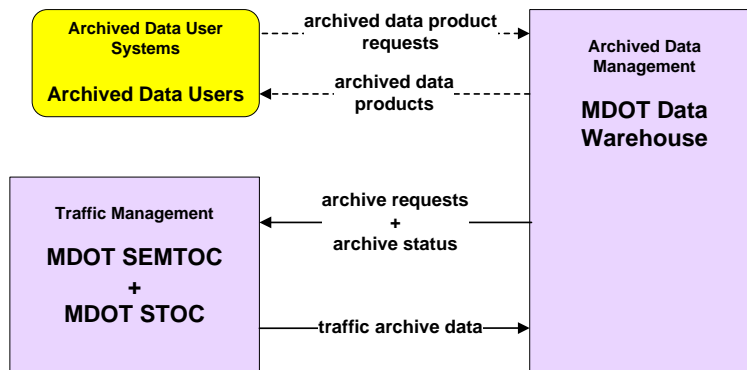 Archived Data User
Systems
Archived Data Users
archived data product
requests
archived data
products
Archived Data
Management
MDOT Data
Warehouse
Traffic Management
MDOT SEMTOC
+
MDOT STOC
archive requests
+
archive status
traffic archive data